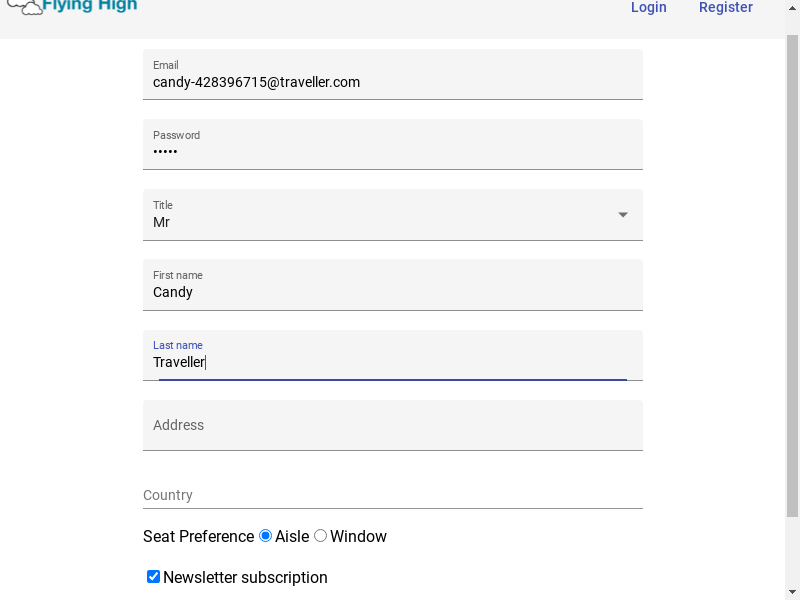 Flying High
Login Register
Email
candy-428396715@traveller.com
Password
•••••
Title
Mr
First name
Candy
Last name
Traveller
Address
Country
Seat Preference Aisle Window
Newsletter subscription